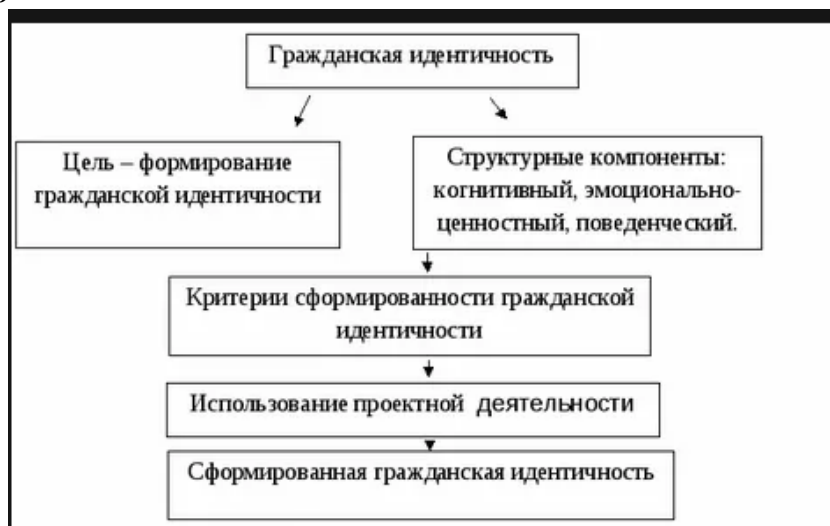 Гражданская идентичность
Цель – формирование
гражданской идентичности
Структурные компоненты:
когнитивный, эмоционально-
ценностный, поведенческий.
Критерии сформированности гражданской
идентичности
Использование проектной деятельности
Сформированная гражданская идентичность